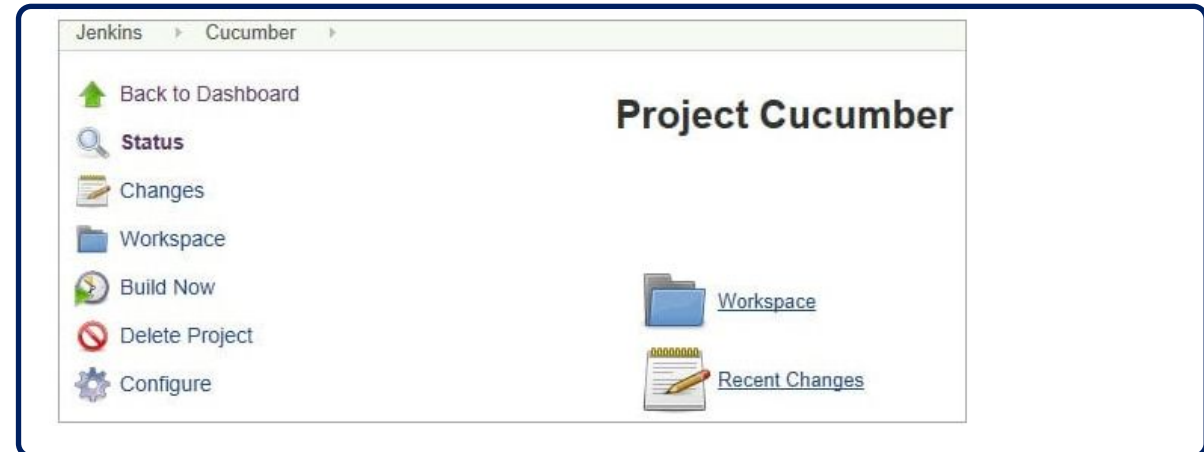 Jenkins Cucumber
Back to Dashboard
Status
Changes
Workspace
Build Now
Delete Project
Configure
Project Cucumber
Workspace
Recent Changes